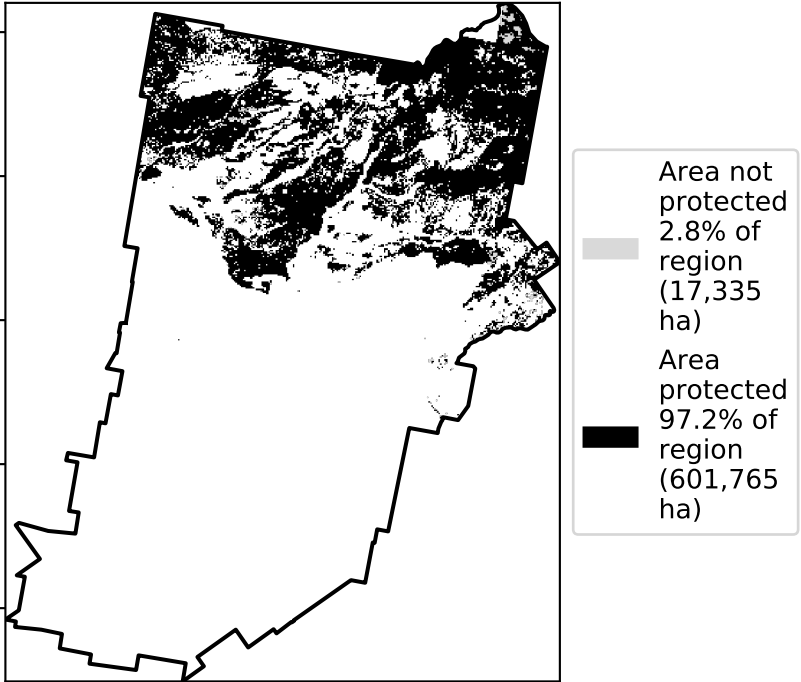 Area not
protected
2.8% of
region
(17,335
ha)
Area
protected
97.2% of
region
(601,765
ha)